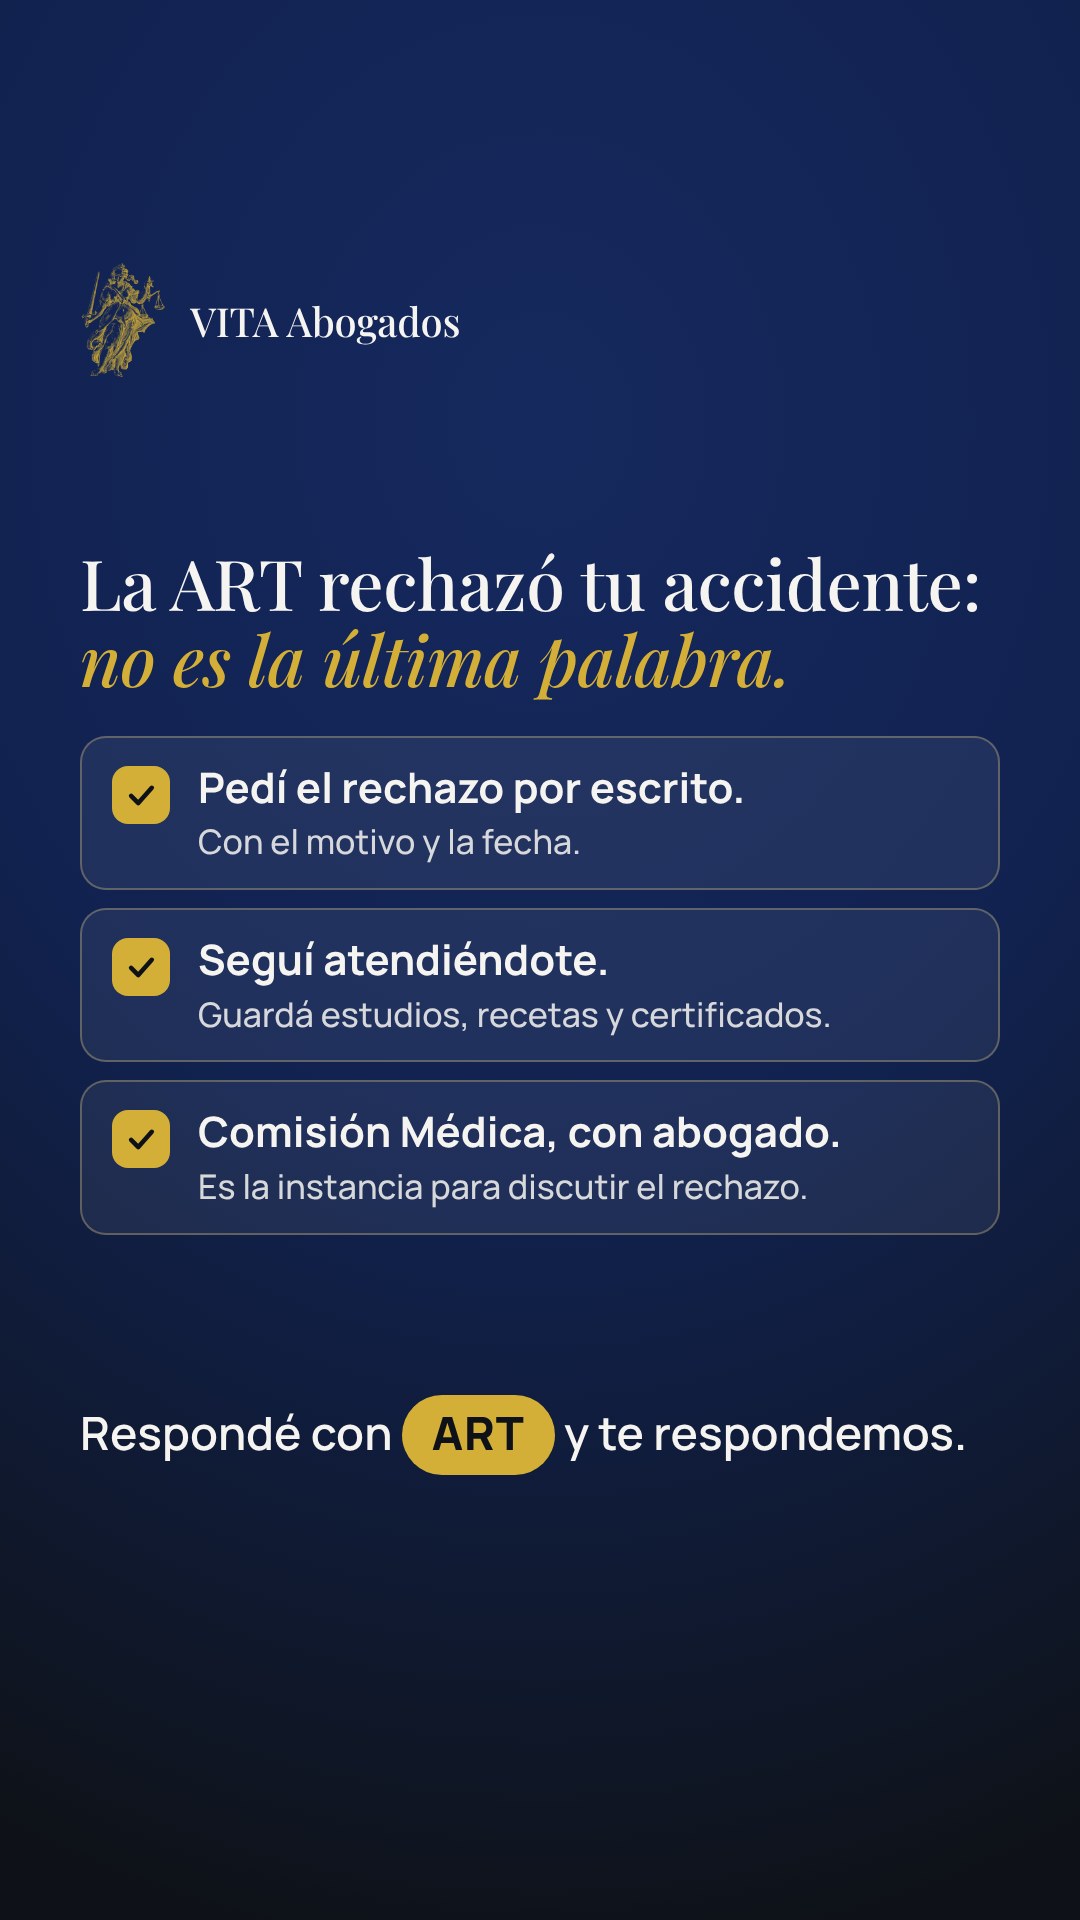 VITA Abogados
La ART rechazó tu accidente:
no es la última palabra.
Pedí el rechazo por escrito.
Con el motivo y la fecha.
Seguí atendiéndote.
Guardá estudios, recetas y certificados.
Comisión Médica, con abogado.
Es la instancia para discutir el rechazo.
Respondé con ART y te respondemos.